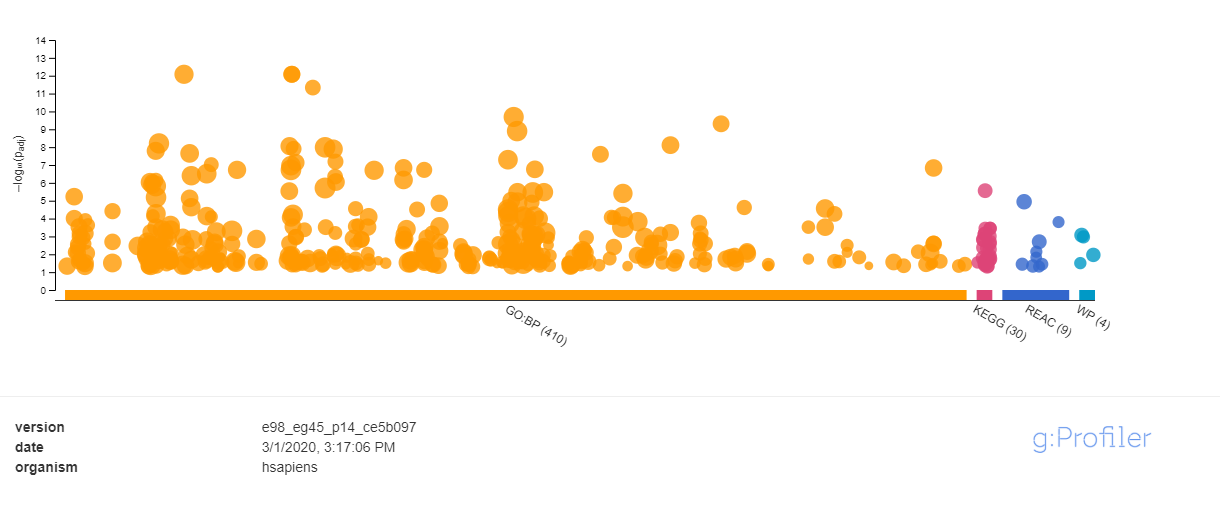 14
13
12
11
10
9
8
7
6
5
4
3
2
1
0
−log₁₀(p_adj)
GO:BP (410)
KEGG (30)
REAC (9)
WP (4)
version e98_eg45_p14_ce5b097
date 3/1/2020, 3:17:06 PM
organism hsapiens
g:Profiler